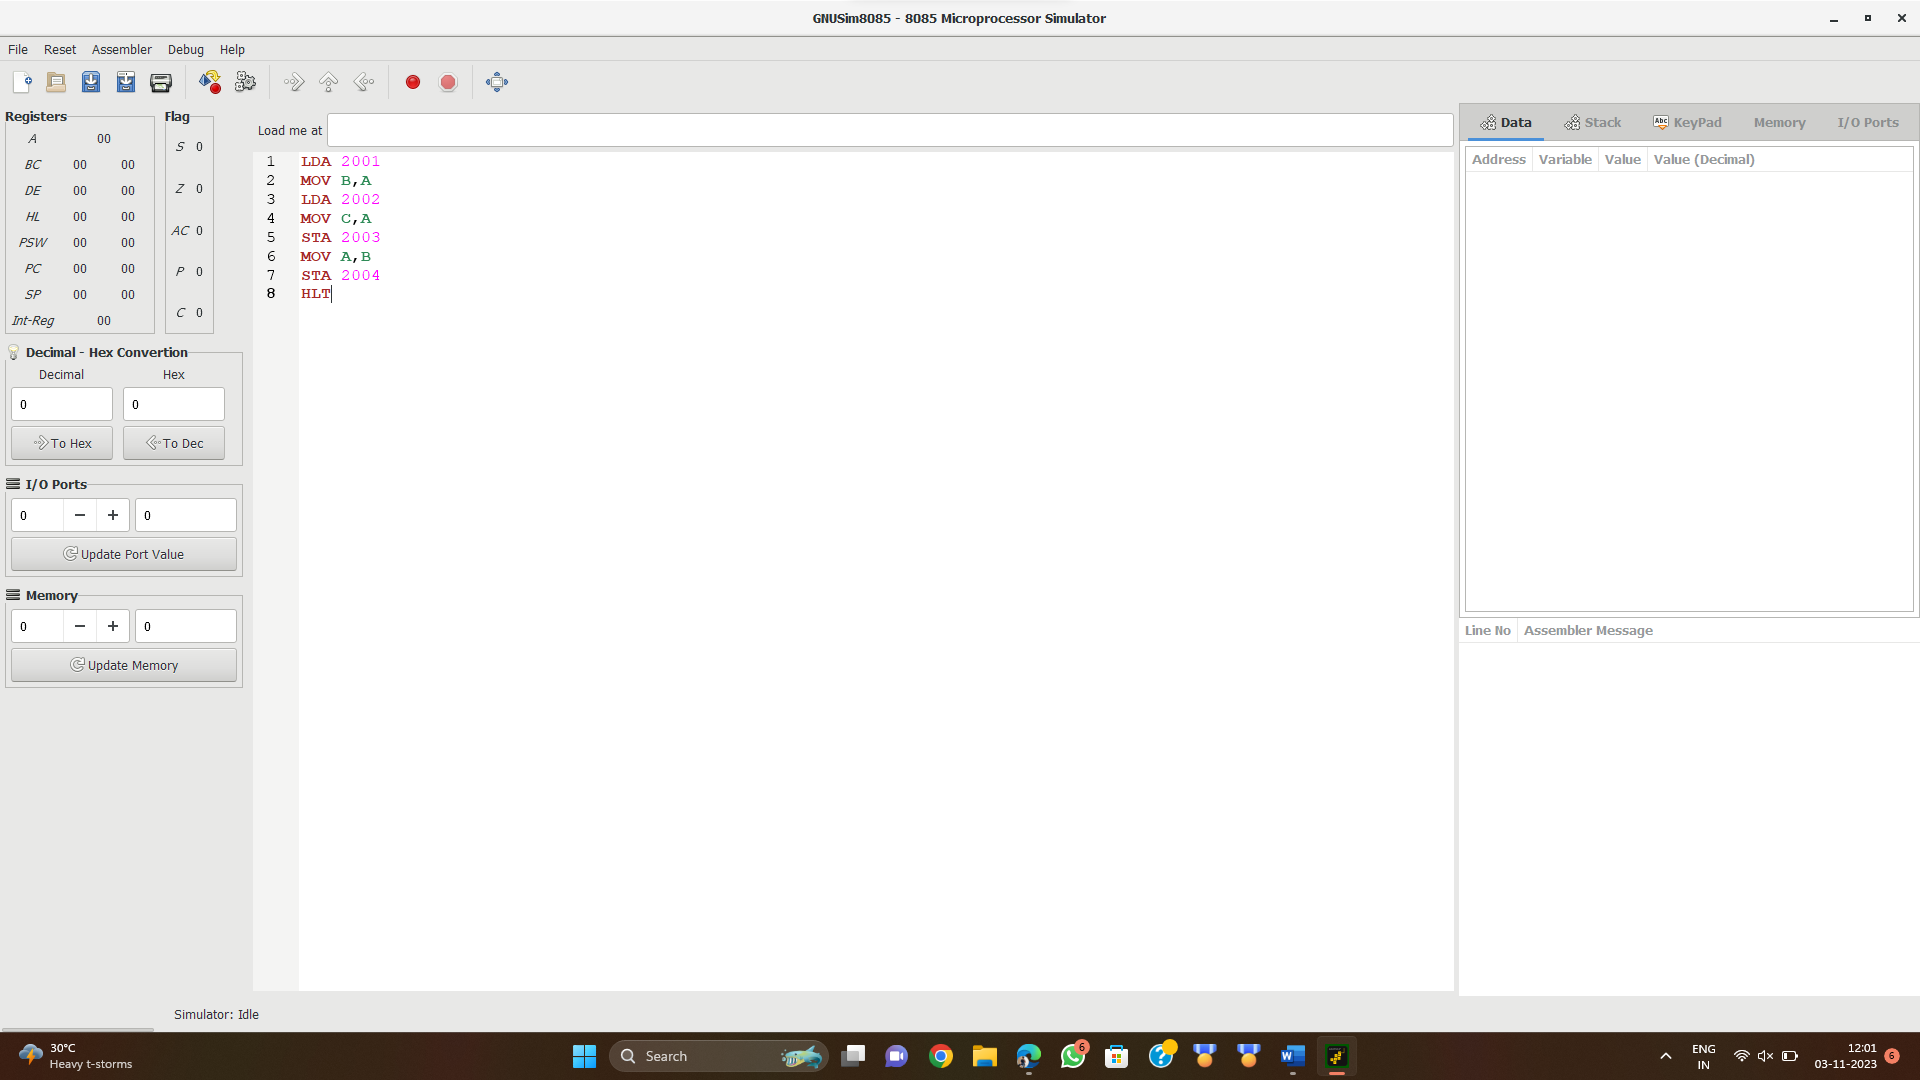 GNUSim8085 - 8085 Microprocessor Simulator
File Reset Assembler Debug Help
Registers
A 00
BC 00 00
DE 00 00
HL 00 00
PSW 00 00
PC 00 00
SP 00 00
Int-Reg 00
Flag
S 0
Z 0
AC 0
P 0
C 0
Decimal - Hex Convertion
Decimal Hex
0 0
To Hex To Dec
I/O Ports
0 − + 0
Update Port Value
Memory
0 − + 0
Update Memory
Load me at
1 LDA 2001
2 MOV B,A
3 LDA 2002
4 MOV C,A
5 STA 2003
6 MOV A,B
7 STA 2004
8 HLT
Data Stack Abc KeyPad Memory I/O Ports
Address Variable Value Value (Decimal)
Line No Assembler Message
Simulator: Idle
30°C
Heavy t-storms
Search
6
ENG
IN
12:01
03-11-2023
6